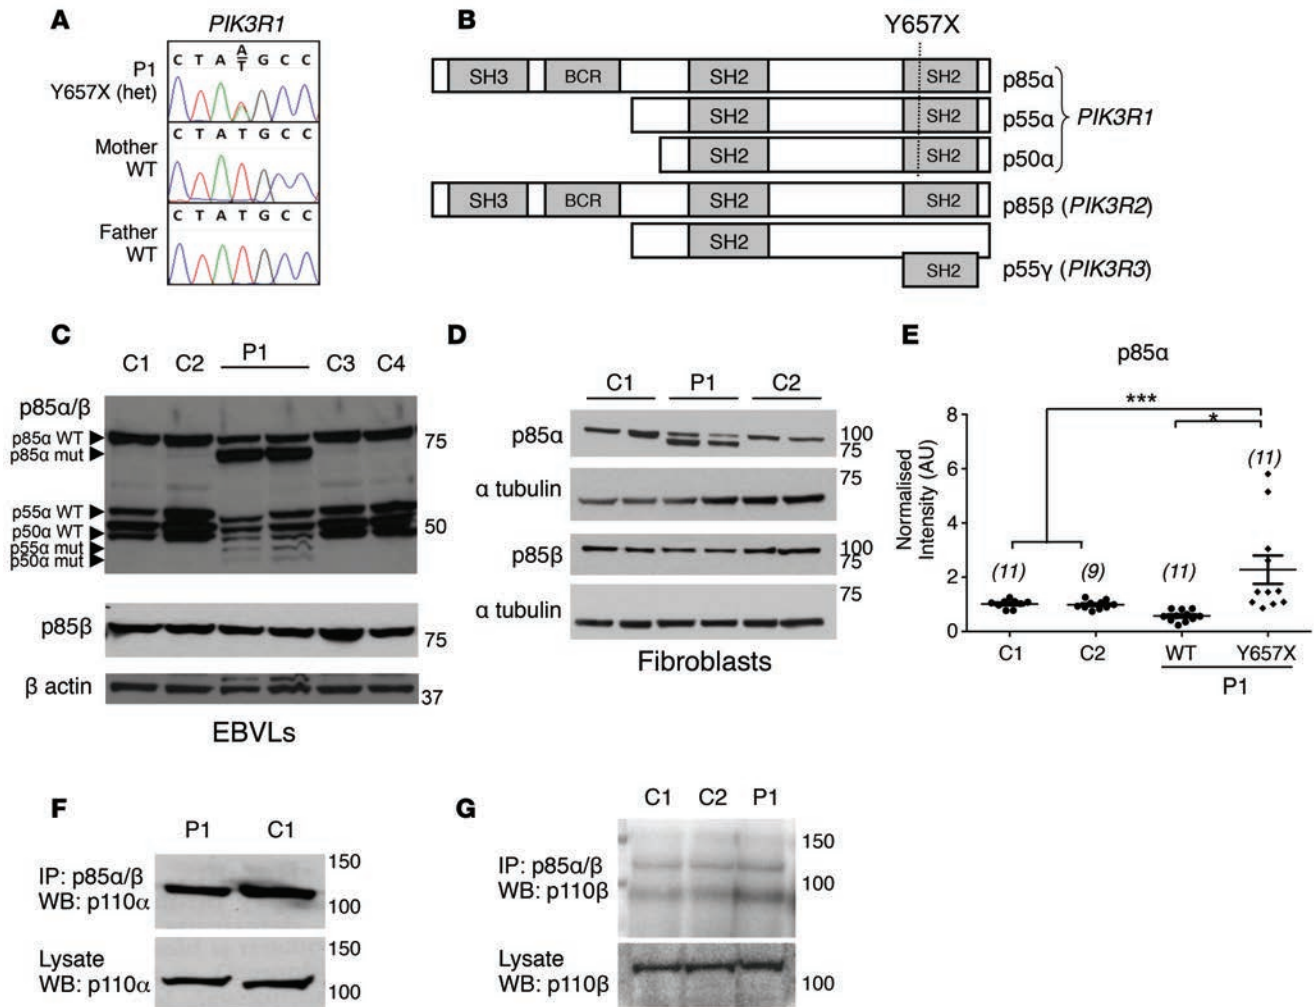 A
PIK3R1
P1
Y657X (het)
C T A A G C C
T
Mother
WT
C T A T G C C
Father
WT
C T A T G C C
B
Y657X
SH3 BCR SH2 SH2 p85α
SH2 SH2 p55α
SH2 SH2 p50α
PIK3R1
SH3 BCR SH2 SH2 p85β (PIK3R2)
SH2
SH2 p55γ (PIK3R3)
C
C1 C2 P1 C3 C4
p85α/β
p85α WT
p85α mut
p55α WT
p50α WT
p55α mut
p50α mut
75
50
p85β
75
β actin
37
EBVLs
D
C1 P1 C2
p85α
100
75
α tubulin
75
p85β
100
75
α tubulin
75
Fibroblasts
E
p85α
Normalised
Intensity (AU)
8
6
4
2
0
***
*
(11)
(9)
(11)
(11)
C1 C2 WT Y657X
P1
F
P1 C1
IP: p85α/β
WB: p110α
150
100
Lysate
WB: p110α
150
100
G
C1 C2 P1
IP: p85α/β
WB: p110β
150
100
Lysate
WB: p110β
100